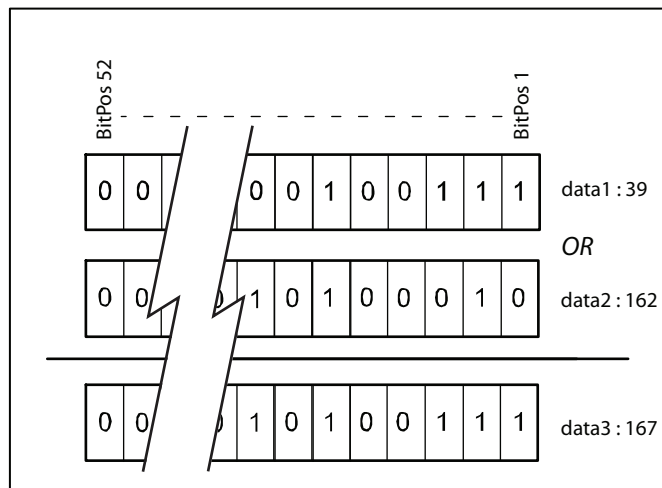 BitPos 52
BitPos 1
0 0 0 0 1 0 0 1 1 1
data1 : 39
OR
0 0 0 1 0 1 0 0 0 1 0
data2 : 162
0 0 0 1 0 1 0 0 1 1 1
data3 : 167